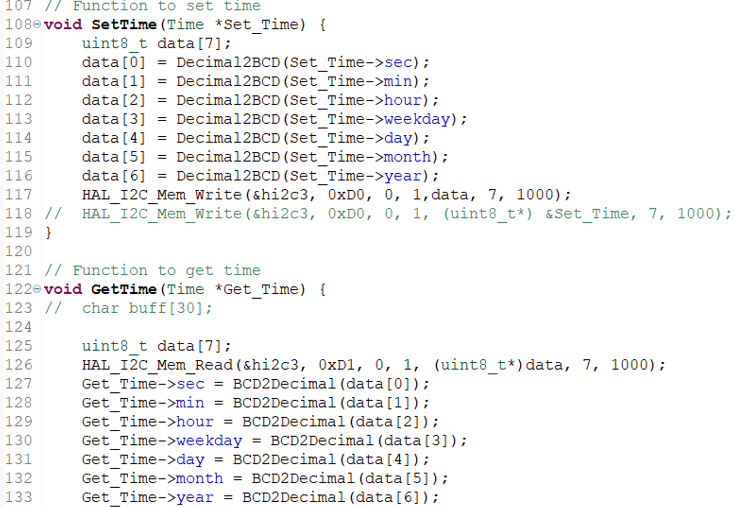 107 // Function to set time
108 void SetTime(Time *Set_Time) {
109     uint8_t data[7];
110     data[0] = Decimal2BCD(Set_Time->sec);
111     data[1] = Decimal2BCD(Set_Time->min);
112     data[2] = Decimal2BCD(Set_Time->hour);
113     data[3] = Decimal2BCD(Set_Time->weekday);
114     data[4] = Decimal2BCD(Set_Time->day);
115     data[5] = Decimal2BCD(Set_Time->month);
116     data[6] = Decimal2BCD(Set_Time->year);
117     HAL_I2C_Mem_Write(&hi2c3, 0xD0, 0, 1,data, 7, 1000);
118 //  HAL_I2C_Mem_Write(&hi2c3, 0xD0, 0, 1, (uint8_t*) &Set_Time, 7, 1000);
119 }
120
121 // Function to get time
122 void GetTime(Time *Get_Time) {
123 //  char buff[30];
124
125     uint8_t data[7];
126     HAL_I2C_Mem_Read(&hi2c3, 0xD1, 0, 1, (uint8_t*)data, 7, 1000);
127     Get_Time->sec = BCD2Decimal(data[0]);
128     Get_Time->min = BCD2Decimal(data[1]);
129     Get_Time->hour = BCD2Decimal(data[2]);
130     Get_Time->weekday = BCD2Decimal(data[3]);
131     Get_Time->day = BCD2Decimal(data[4]);
132     Get_Time->month = BCD2Decimal(data[5]);
133     Get_Time->year = BCD2Decimal(data[6]);